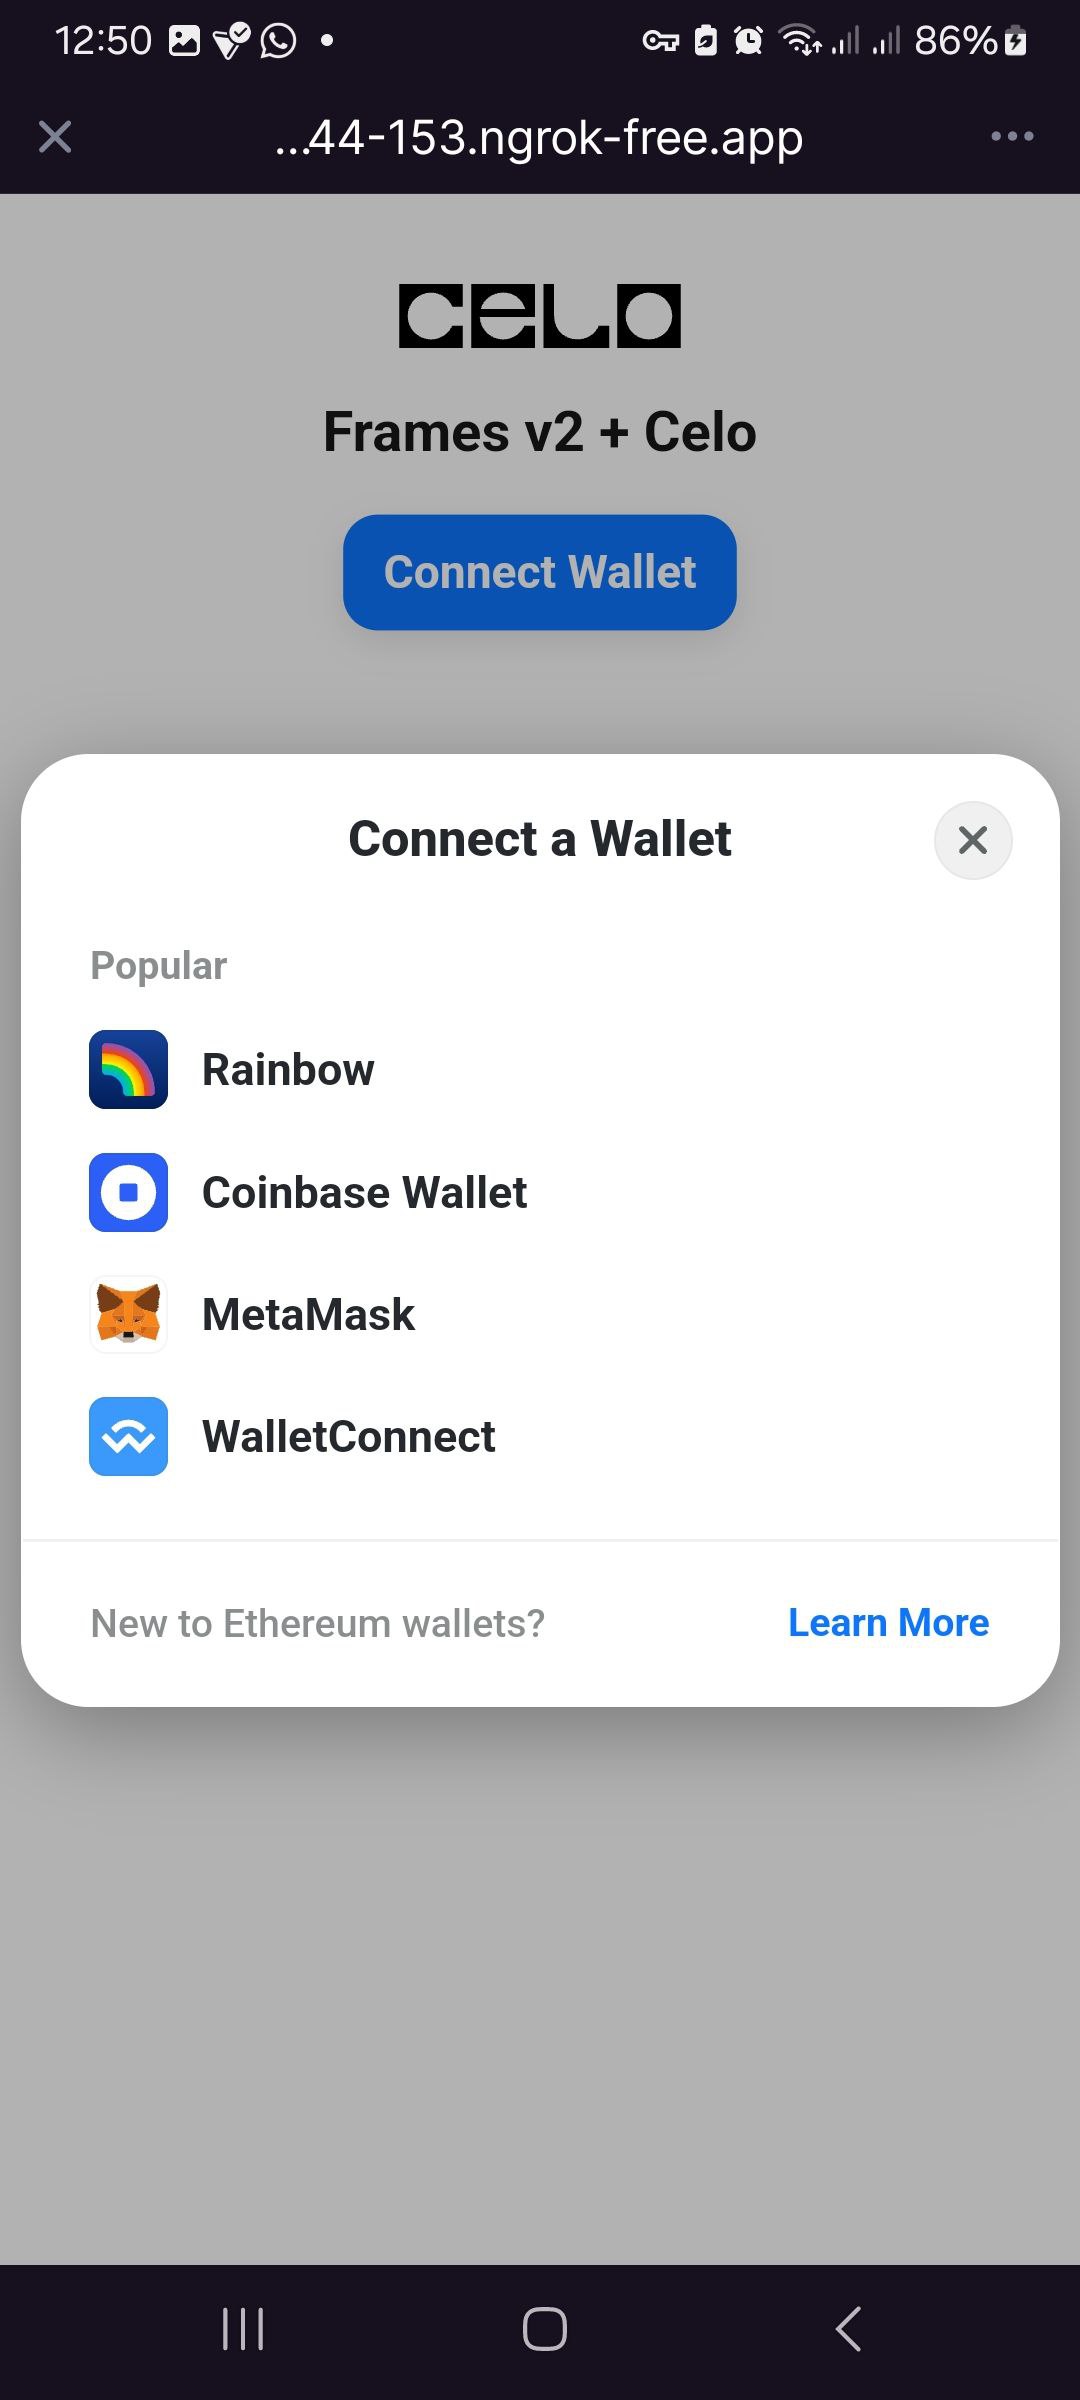 12:50
86%
...44-153.ngrok-free.app
celo
Frames v2 + Celo
Connect Wallet
Connect a Wallet
Popular
Rainbow
Coinbase Wallet
MetaMask
WalletConnect
New to Ethereum wallets?
Learn More